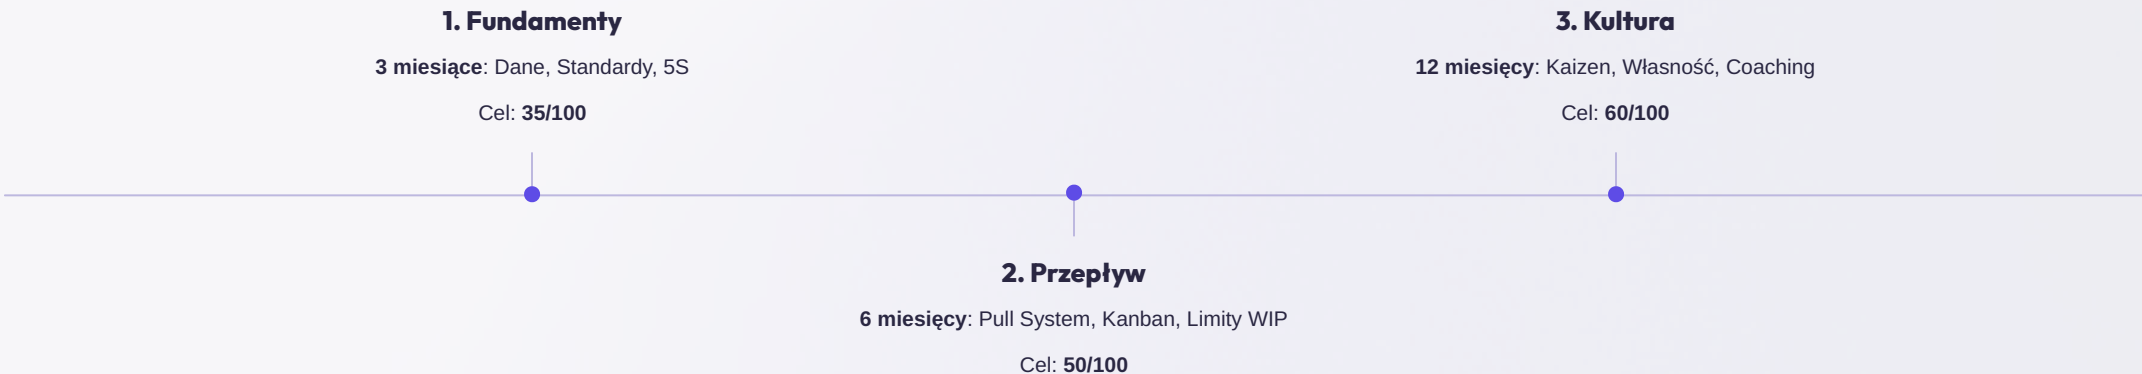 1. Fundamenty
3 miesiące: Dane, Standardy, 5S
Cel: 35/100
2. Przepływ
6 miesięcy: Pull System, Kanban, Limity WIP
Cel: 50/100
3. Kultura
12 miesięcy: Kaizen, Własność, Coaching
Cel: 60/100